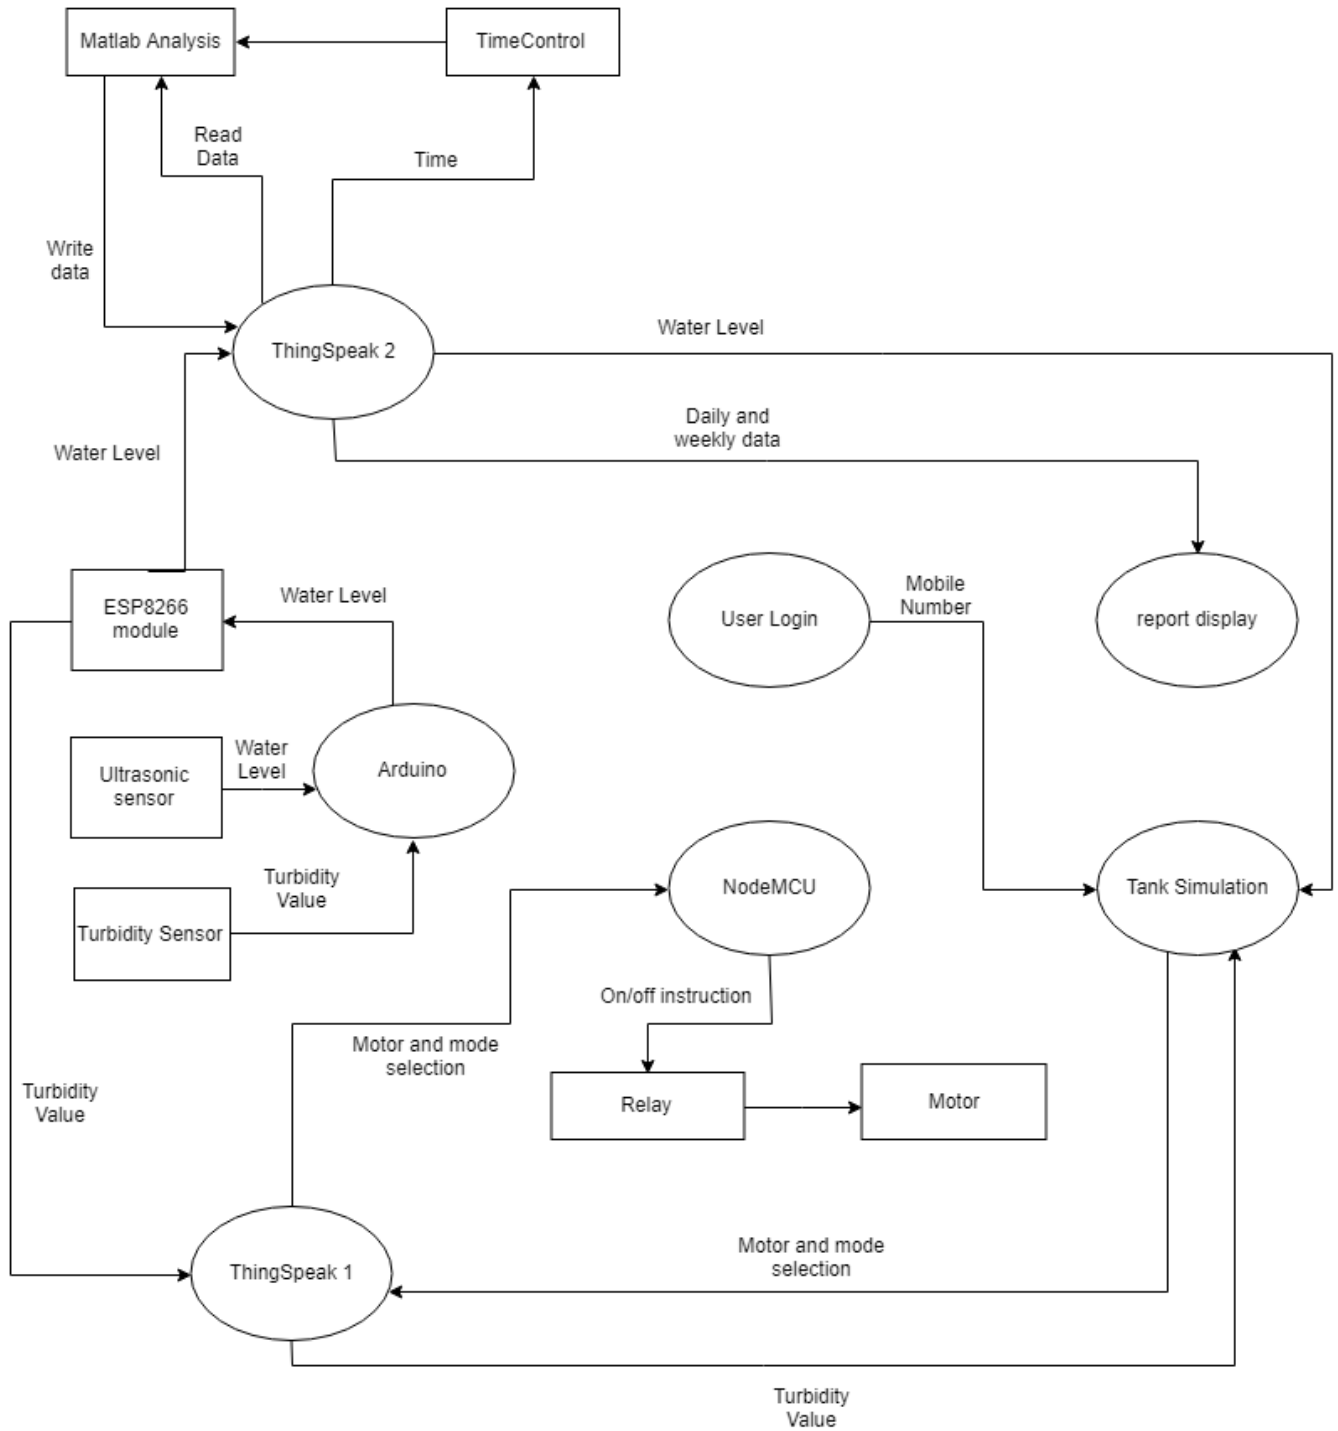 Matlab Analysis
TimeControl
Read
Data
Time
Write
data
ThingSpeak 2
Water Level
Daily and
weekly data
Water Level
ESP8266
module
Water Level
User Login
Mobile
Number
report display
Ultrasonic
sensor
Water
Level
Arduino
Turbidity
Value
Turbidity Sensor
NodeMCU
Tank Simulation
On/off instruction
Motor and mode
selection
Turbidity
Value
Relay
Motor
ThingSpeak 1
Motor and mode
selection
Turbidity
Value